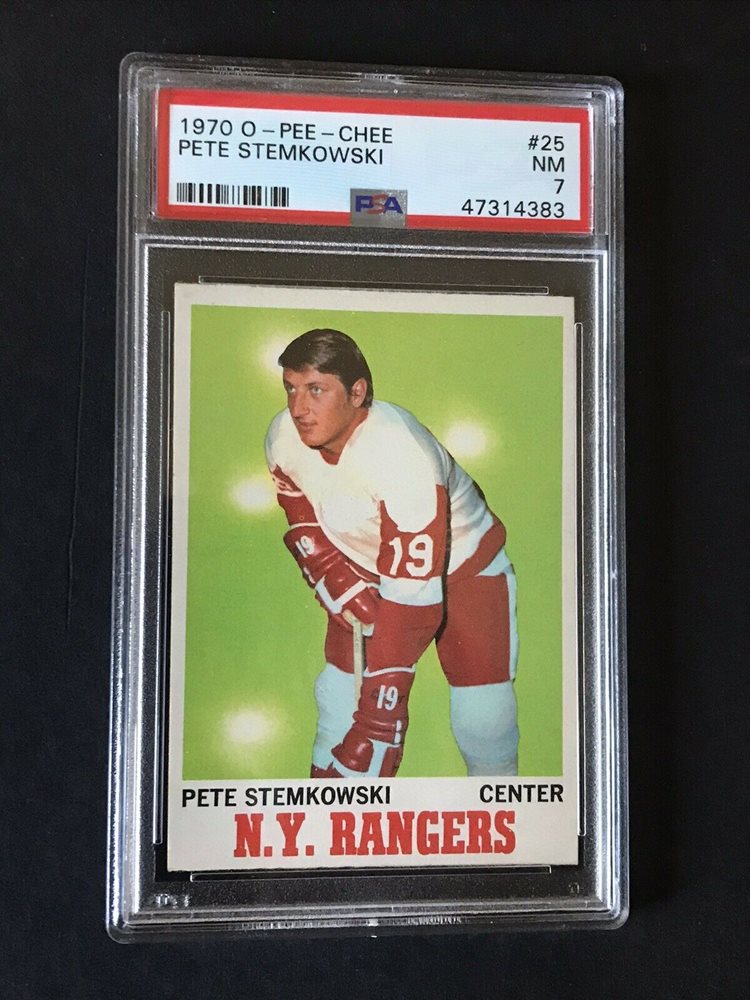 1970 O-PEE-CHEE #25
PETE STEMKOWSKI NM
7
PSA 47314383
19
19
19
PETE STEMKOWSKI CENTER
N.Y. RANGERS